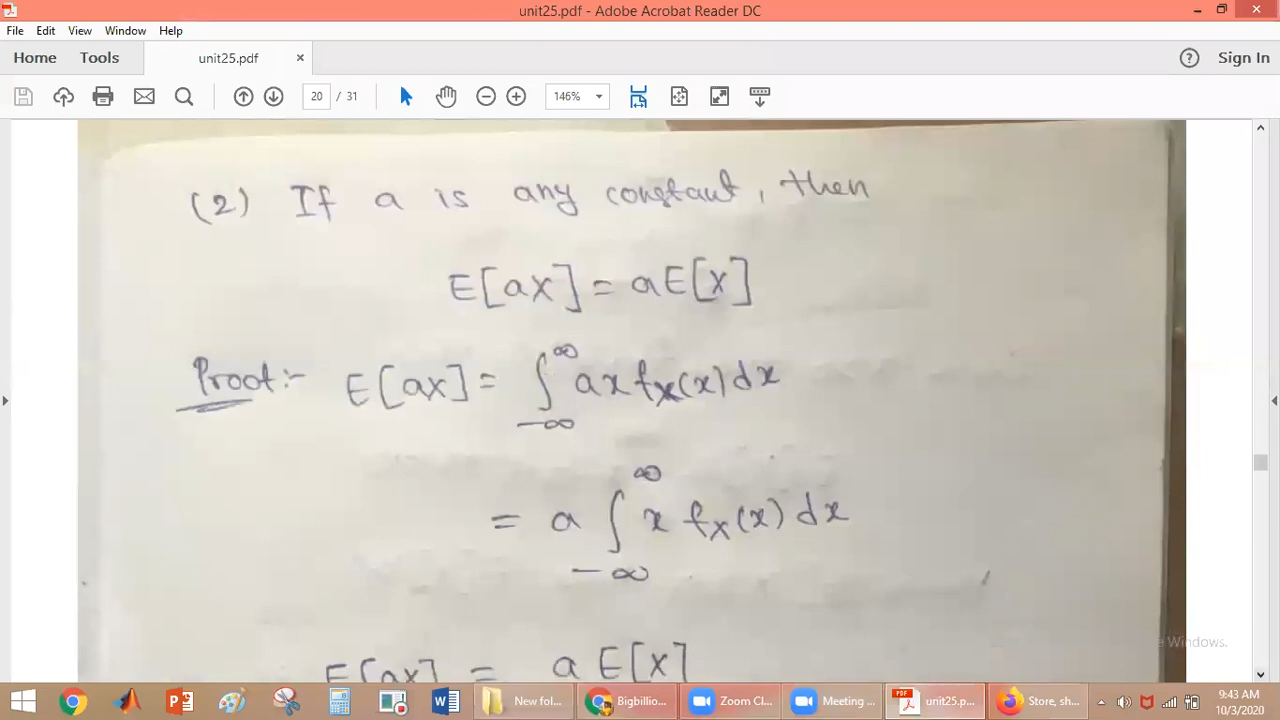 unit25.pdf - Adobe Acrobat Reader DC
File Edit View Window Help
Home Tools unit25.pdf × ? Sign In
20 / 31 146%
(2) If a is any constant, then
E[ax] = aE[x]
Proof:- E[ax] = ∫_{-∞}^{∞} a x f_X(x) dx
= a ∫_{-∞}^{∞} x f_X(x) dx
E[ax] = a E[x]
e Windows.
New fol... Bigbillio... Zoom Cl... Meeting ... unit25.p... Store, sh...
9:43 AM
10/3/2020